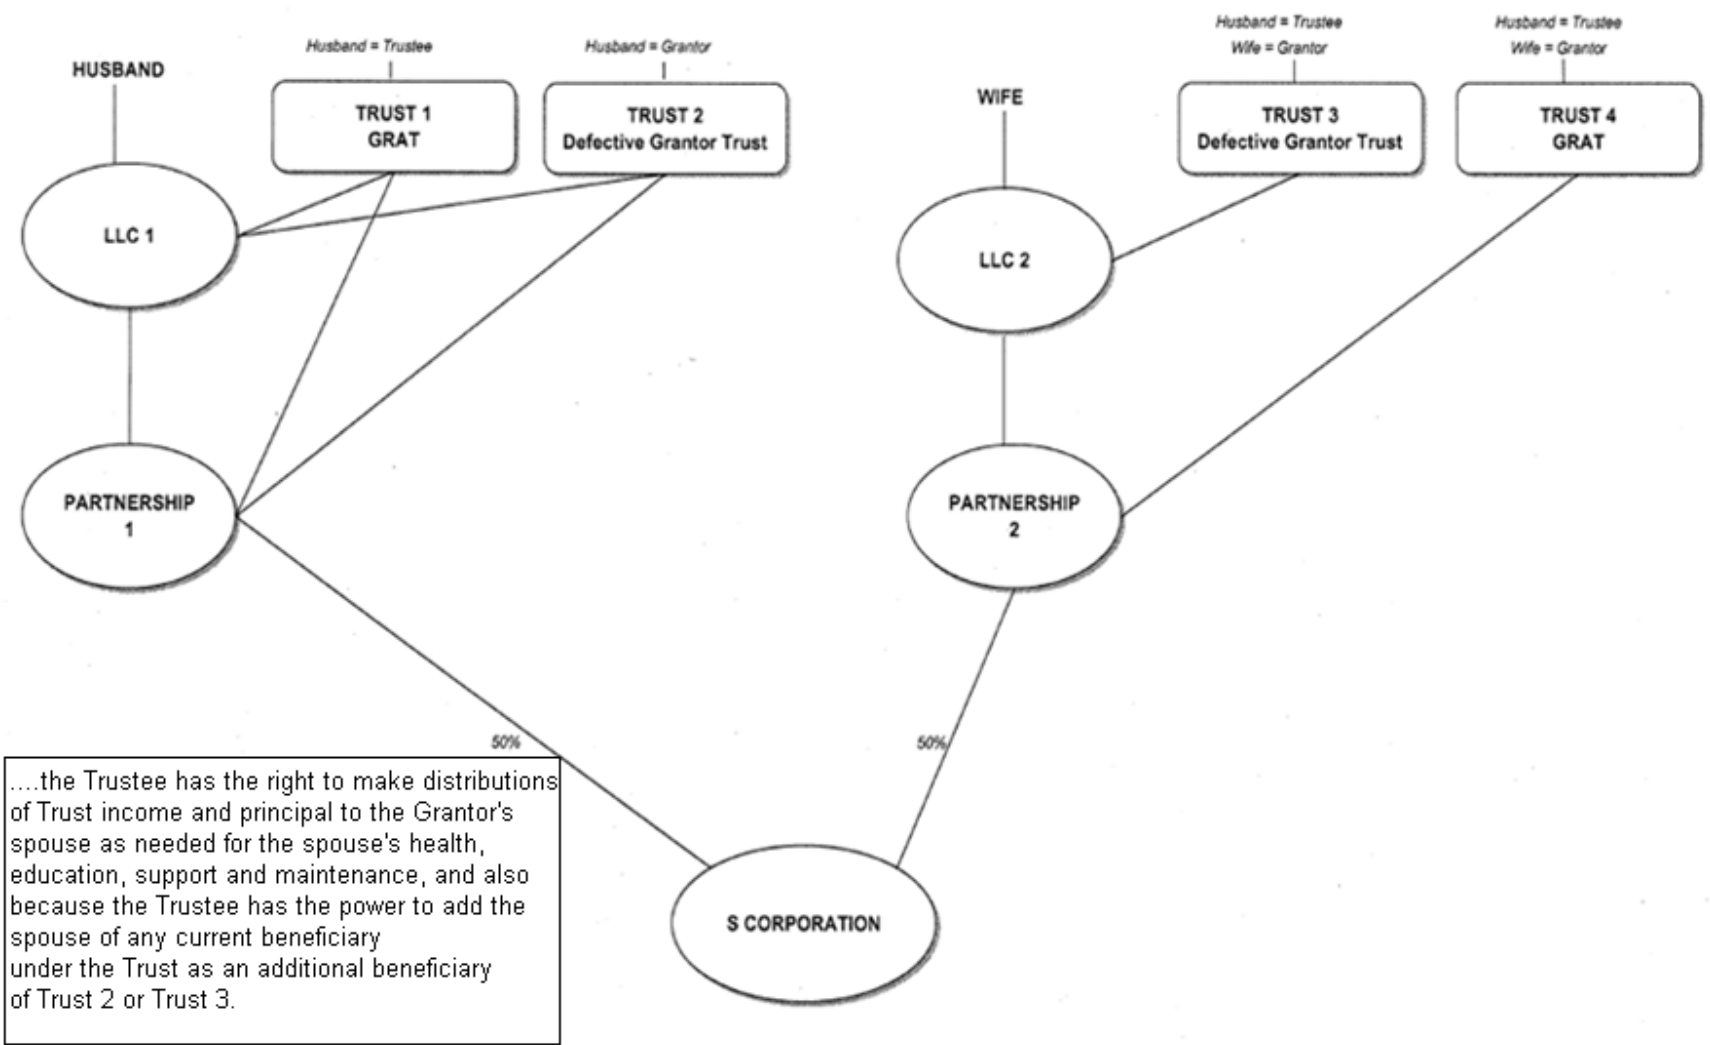 Husband = Trustee
Wife = Grantor
Husband = Trustee
Wife = Grantor
Husband = Trustee
Husband = Grantor
HUSBAND
WIFE
TRUST 1
GRAT
TRUST 2
Defective Grantor Trust
TRUST 3
Defective Grantor Trust
TRUST 4
GRAT
LLC 1
LLC 2
PARTNERSHIP
1
PARTNERSHIP
2
50%
50%
....the Trustee has the right to make distributions
of Trust income and principal to the Grantor's
spouse as needed for the spouse's health,
education, support and maintenance, and also
because the Trustee has the power to add the
spouse of any current beneficiary
under the Trust as an additional beneficiary
of Trust 2 or Trust 3.
S CORPORATION